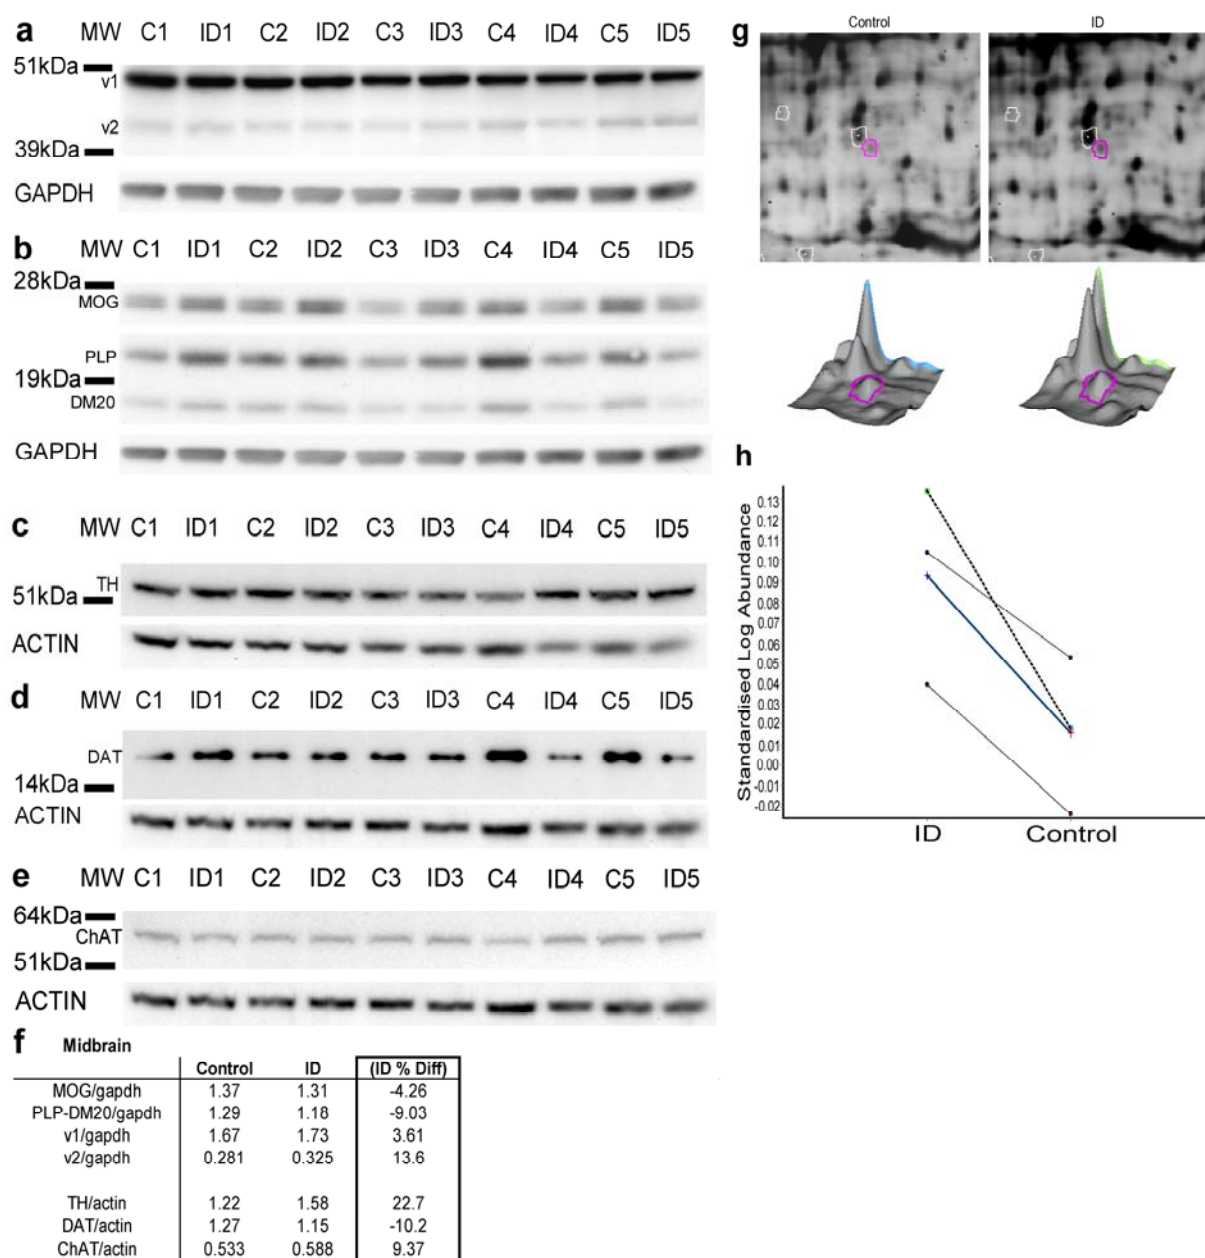 a
MW C1 ID1 C2 ID2 C3 ID3 C4 ID4 C5 ID5
51kDa
v1
v2
39kDa
GAPDH
b
MW C1 ID1 C2 ID2 C3 ID3 C4 ID4 C5 ID5
28kDa
MOG
PLP
19kDa
DM20
GAPDH
c
MW C1 ID1 C2 ID2 C3 ID3 C4 ID4 C5 ID5
TH
51kDa
ACTIN
d
MW C1 ID1 C2 ID2 C3 ID3 C4 ID4 C5 ID5
DAT
14kDa
ACTIN
e
MW C1 ID1 C2 ID2 C3 ID3 C4 ID4 C5 ID5
64kDa
ChAT
51kDa
ACTIN
f Midbrain
Control ID (ID % Diff)
MOG/gapdh 1.37 1.31 -4.26
PLP-DM20/gapdh 1.29 1.18 -9.03
v1/gapdh 1.67 1.73 3.61
v2/gapdh 0.281 0.325 13.6
TH/actin 1.22 1.58 22.7
DAT/actin 1.27 1.15 -10.2
ChAT/actin 0.533 0.588 9.37
g
Control ID
h
Standardised Log Abundance
0.13
0.12
0.11
0.10
0.09
0.08
0.07
0.06
0.05
0.04
0.03
0.02
0.01
0.00
-0.01
-0.02
ID Control